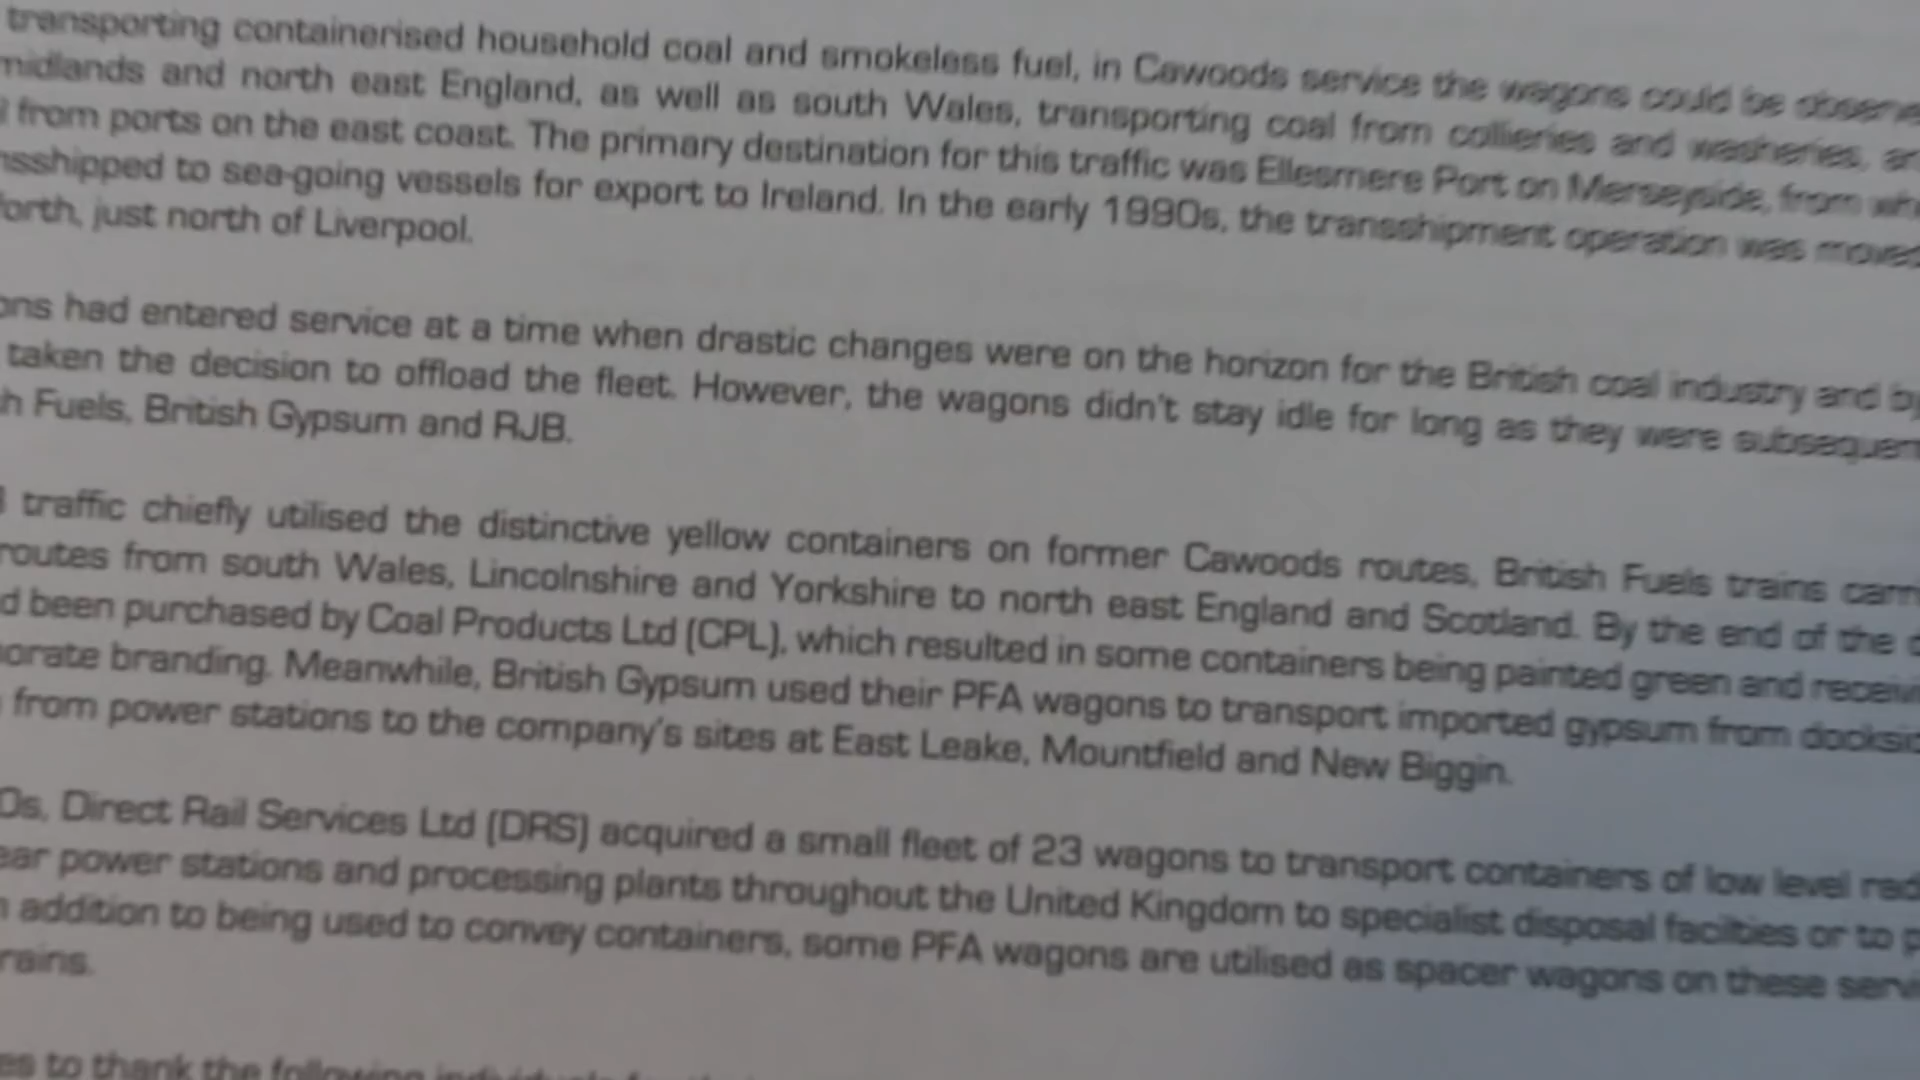 transporting containerised household coal and smokeless fuel, in Cawoods service the wagons could be
midlands and north east England, as well as south Wales, transporting coal from collieries and washeries,
from ports on the east coast. The primary destination for this traffic was Ellesmere Port on Merseyside, from
to sea-going vessels for export to Ireland. In the early 1990s, the transshipment operation was moved
just north of Liverpool.
had entered service at a time when drastic changes were on the horizon for the British coal industry and
taken the decision to offload the fleet. However, the wagons didn't stay idle for long as they were
Fuels, British Gypsum and RJB.
traffic chiefly utilised the distinctive yellow containers on former Cawoods routes, British Fuels trains
routes from south Wales, Lincolnshire and Yorkshire to north east England and Scotland. By the end of the
been purchased by Coal Products Ltd (CPL), which resulted in some containers being painted green and
branding. Meanwhile, British Gypsum used their PFA wagons to transport imported gypsum from
from power stations to the company's sites at East Leake, Mountfield and New Biggin.
0s, Direct Rail Services Ltd (DRS) acquired a small fleet of 23 wagons to transport containers of low level
power stations and processing plants throughout the United Kingdom to specialist disposal facilties or to
addition to being used to convey containers, some PFA wagons are utilised as spacer wagons on these
to thank the following